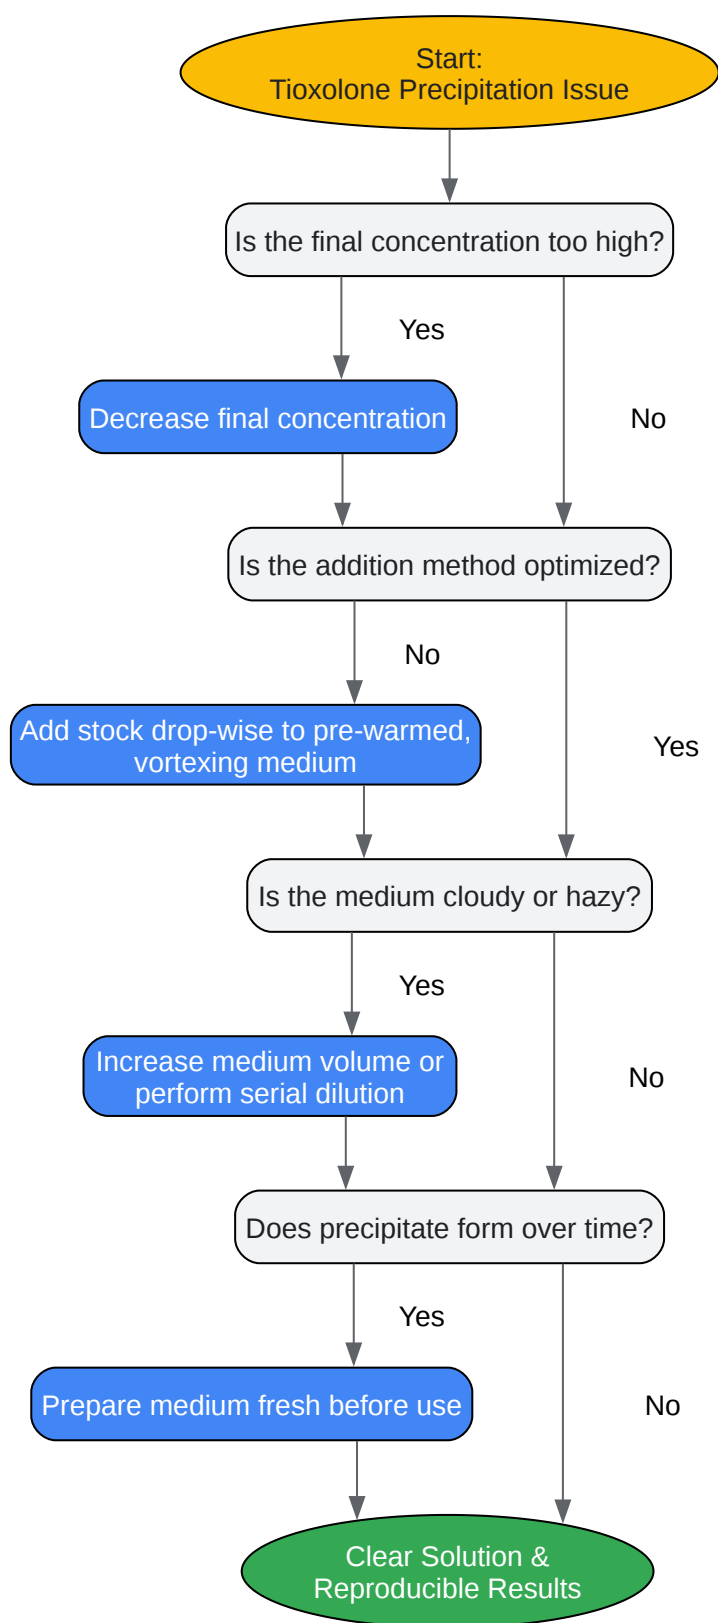 Start:
Tioxolone Precipitation Issue
Is the final concentration too high?
Yes
Decrease final concentration
No
Is the addition method optimized?
No
Add stock drop-wise to pre-warmed,
vortexing medium
Yes
Is the medium cloudy or hazy?
Yes
Increase medium volume or
perform serial dilution
No
Does precipitate form over time?
Yes
Prepare medium fresh before use
No
Clear Solution &
Reproducible Results